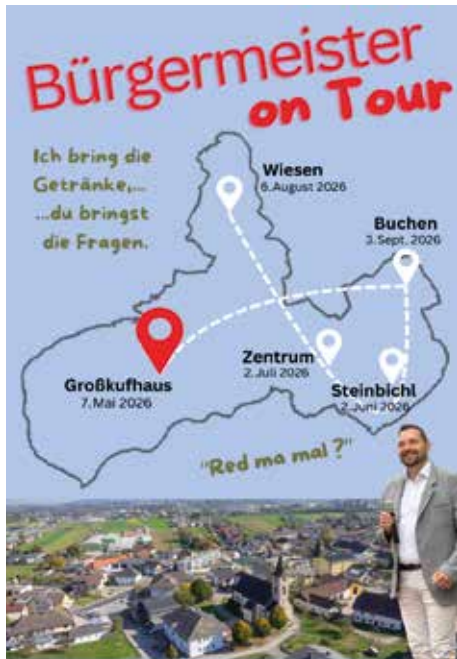 Bürgermeister
on Tour
Ich bring die
Getränke,...
...du bringst
die Fragen.
Wiesen
6. August 2026
Buchen
3. Sept. 2026
Zentrum
2. Juli 2026
Großkufhaus
7. Mai 2026
Steinbichl
2. Juni 2026
"Red ma mal ?"